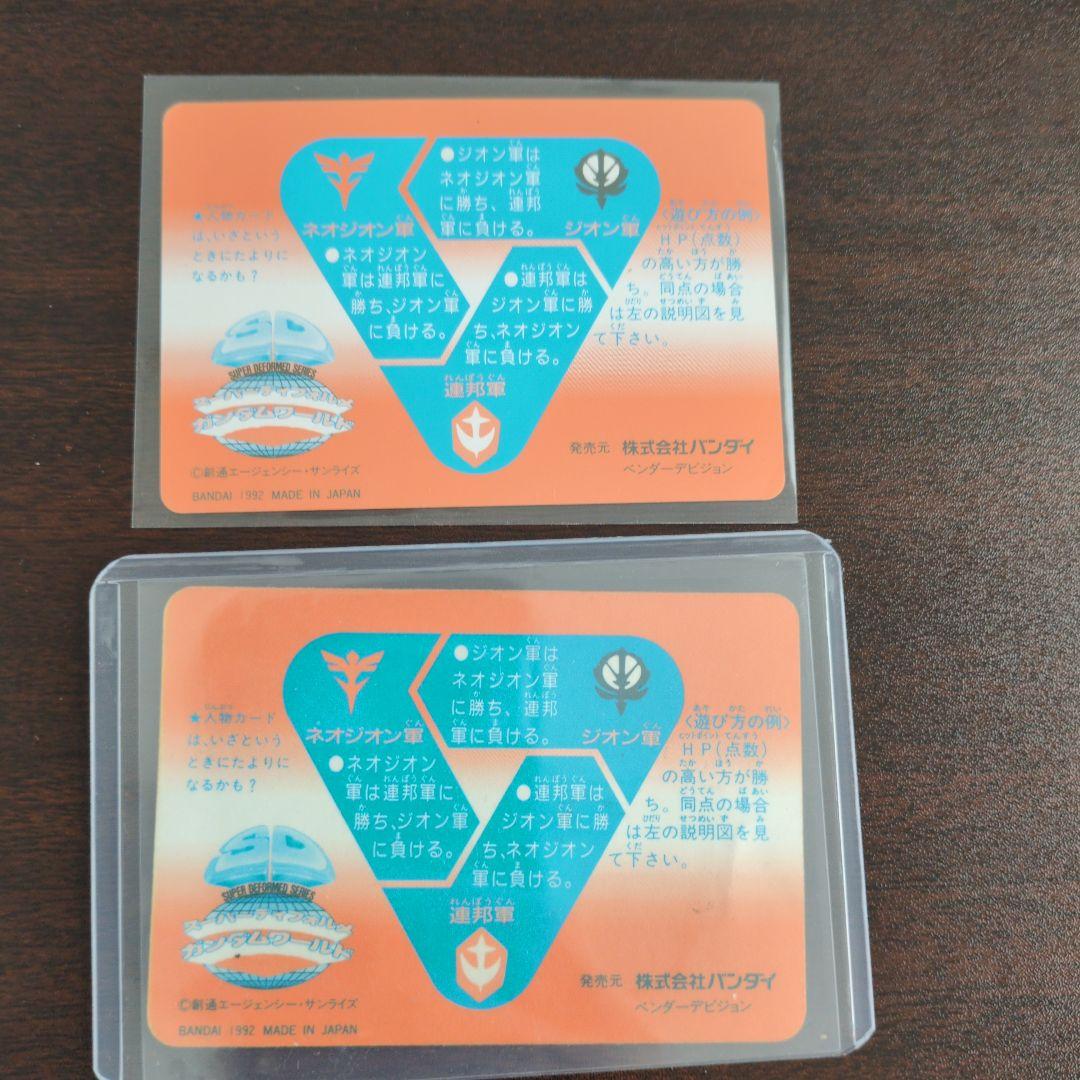 ●ジオン軍は
ネオジオン軍
に勝ち、連邦
軍に負ける。
ジオン軍
ネオジオン軍
●ネオジオン
軍は連邦軍に
勝ち、ジオン軍
に負ける。
●連邦軍は
ジオン軍に勝
ち、ネオジオン
軍に負ける。
連邦軍
★人物カード
は、いざという
ときにたよりに
なるかも？
〈遊び方の例〉
HP(点数)
の高い方が勝
ち。同点の場合
は左の説明図を見
て下さい。
SUPER DEFORMED SERIES
スーパーディフォルメ
ガンダムワールド
©創通エージェンシー・サンライズ
BANDAI 1992 MADE IN JAPAN
発売元 株式会社バンダイ
ベンダーデビジョン
●ジオン軍は
ネオジオン軍
に勝ち、連邦
軍に負ける。
ジオン軍
ネオジオン軍
●ネオジオン
軍は連邦軍に
勝ち、ジオン軍
に負ける。
●連邦軍は
ジオン軍に勝
ち、ネオジオン
軍に負ける。
連邦軍
★人物カード
は、いざという
ときにたよりに
なるかも？
〈遊び方の例〉
HP(点数)
の高い方が勝
ち。同点の場合
は左の説明図を見
て下さい。
SUPER DEFORMED SERIES
スーパーディフォルメ
ガンダムワールド
©創通エージェンシー・サンライズ
BANDAI 1992 MADE IN JAPAN
発売元 株式会社バンダイ
ベンダーデビジョン